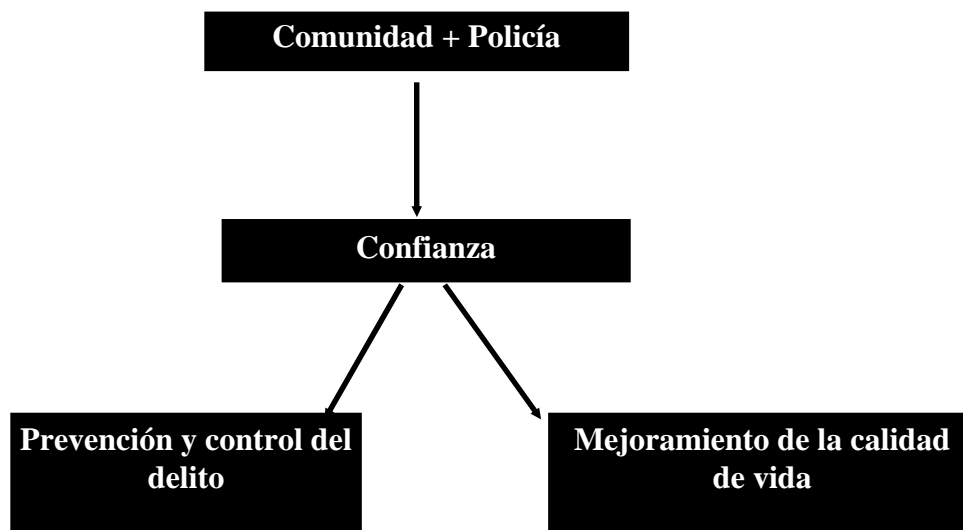 Comunidad + Policía
Confianza
Prevención y control del
delito
Mejoramiento de la calidad
de vida